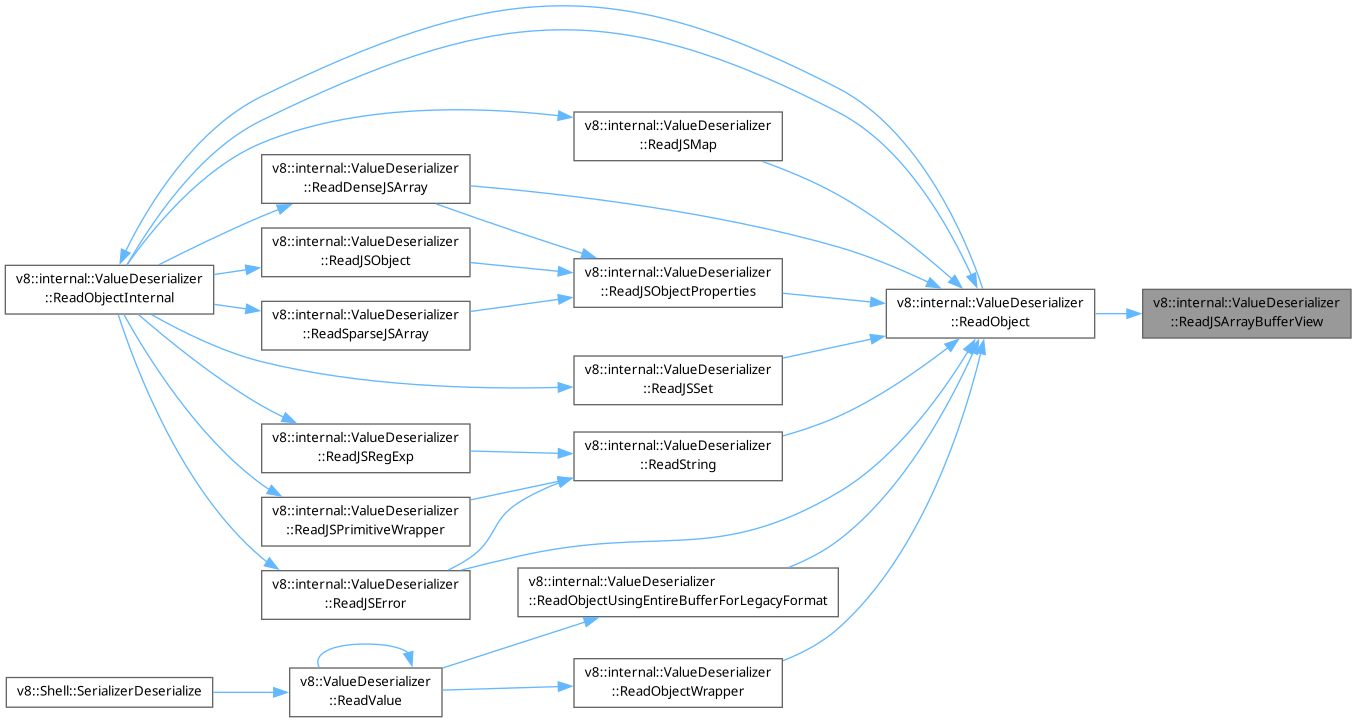 v8::internal::ValueDeserializer
::ReadJSMap
v8::internal::ValueDeserializer
::ReadDenseJSArray
v8::internal::ValueDeserializer
::ReadJSObject
v8::internal::ValueDeserializer
::ReadJSObjectProperties
v8::internal::ValueDeserializer
::ReadObjectInternal
v8::internal::ValueDeserializer
::ReadObject
v8::internal::ValueDeserializer
::ReadJSArrayBufferView
v8::internal::ValueDeserializer
::ReadSparseJSArray
v8::internal::ValueDeserializer
::ReadJSSet
v8::internal::ValueDeserializer
::ReadJSRegExp
v8::internal::ValueDeserializer
::ReadString
v8::internal::ValueDeserializer
::ReadJSPrimitiveWrapper
v8::internal::ValueDeserializer
::ReadJSError
v8::internal::ValueDeserializer
::ReadObjectUsingEntireBufferForLegacyFormat
v8::Shell::SerializerDeserialize
v8::ValueDeserializer
::ReadValue
v8::internal::ValueDeserializer
::ReadObjectWrapper